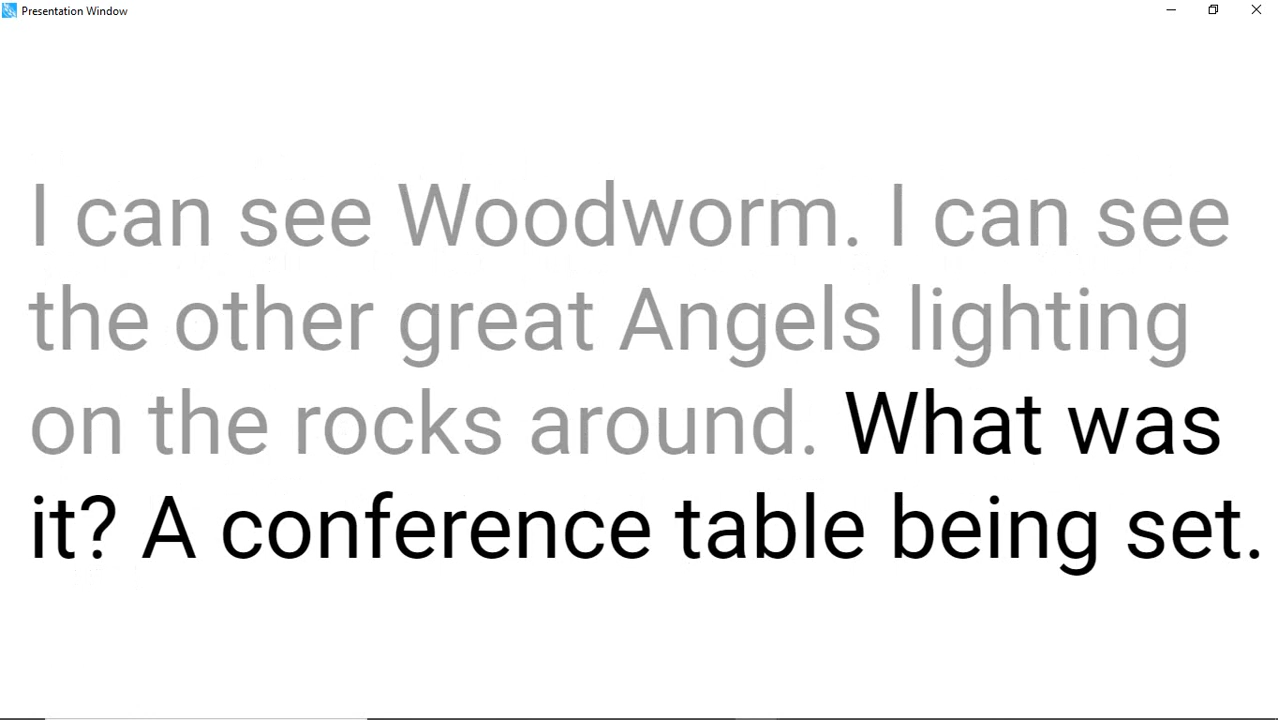 Presentation Window
I can see Woodworm. I can see
the other great Angels lighting
on the rocks around. What was
it? A conference table being set.